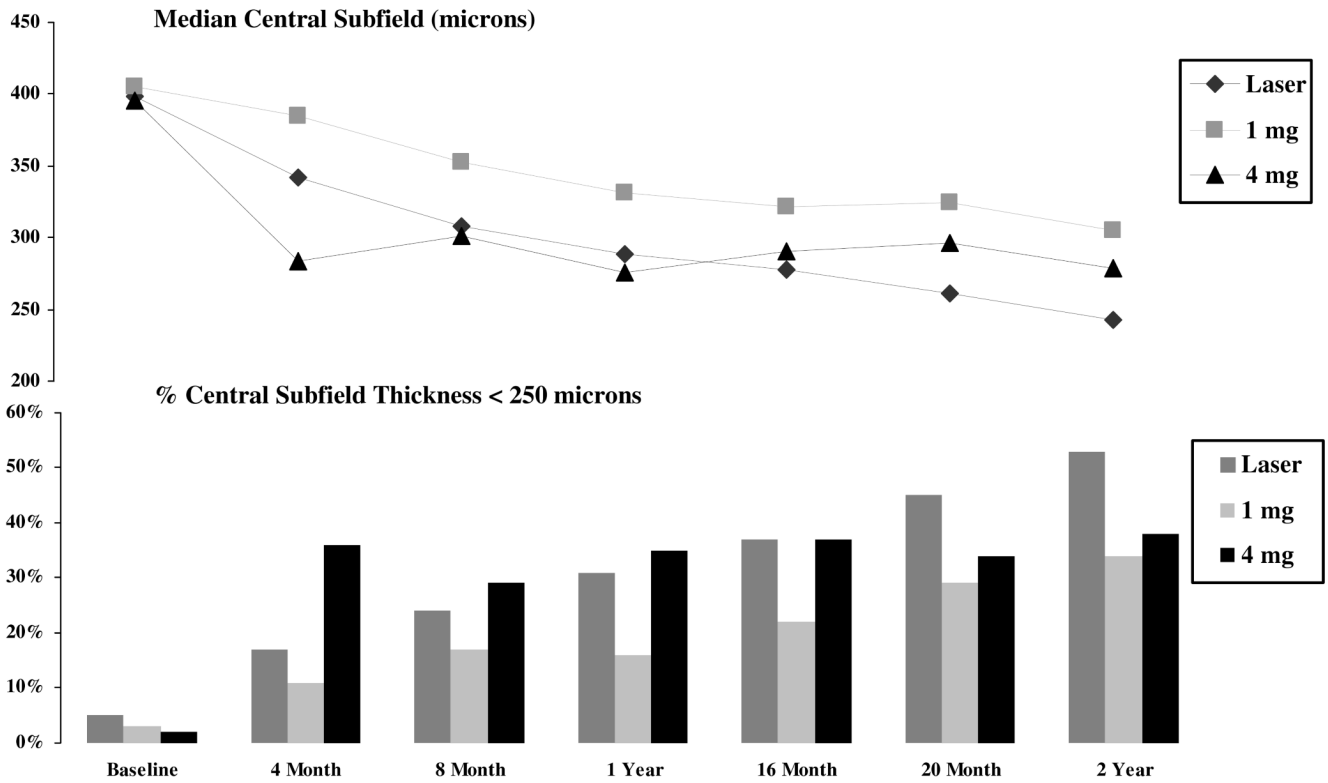 Median Central Subfield (microns)
450
400
350
300
250
200
Laser
1 mg
4 mg
% Central Subfield Thickness < 250 microns
60%
50%
40%
30%
20%
10%
0%
Laser
1 mg
4 mg
Baseline
4 Month
8 Month
1 Year
16 Month
20 Month
2 Year